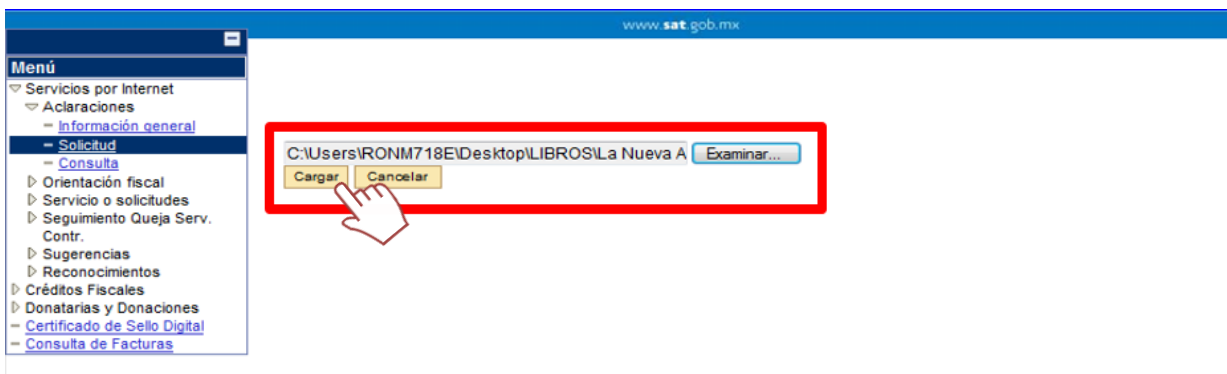 www.sat.gob.mx
Menú
Servicios por Internet
Aclaraciones
Información general
Solicitud
Consulta
Orientación fiscal
Servicio o solicitudes
Seguimiento Queja Serv.
Contr.
Sugerencias
Reconocimientos
Créditos Fiscales
Donatarias y Donaciones
Certificado de Sello Digital
Consulta de Facturas
C:\Users\RONM718E\Desktop\LIBROS\La Nueva A Examinar...
Cargar Cancelar